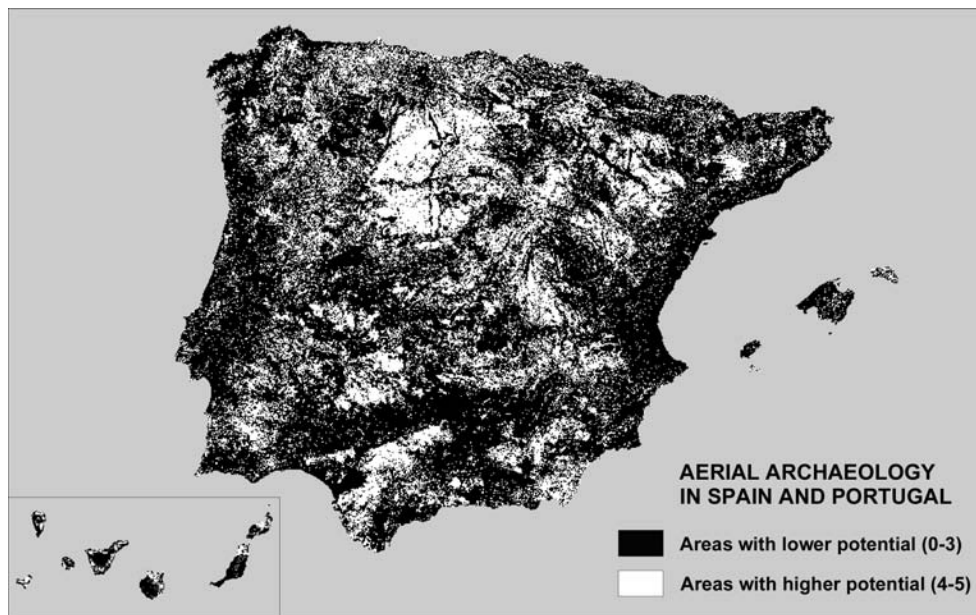 AERIAL ARCHAEOLOGY
IN SPAIN AND PORTUGAL
Areas with lower potential (0-3)
Areas with higher potential (4-5)